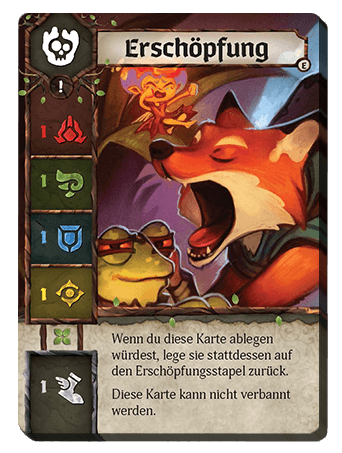 Erschöpfung
E
!
1
1
1
1
Wenn du diese Karte ablegen
würdest, lege sie stattdessen auf
den Erschöpfungsstapel zurück.
Diese Karte kann nicht verbannt
werden.
1